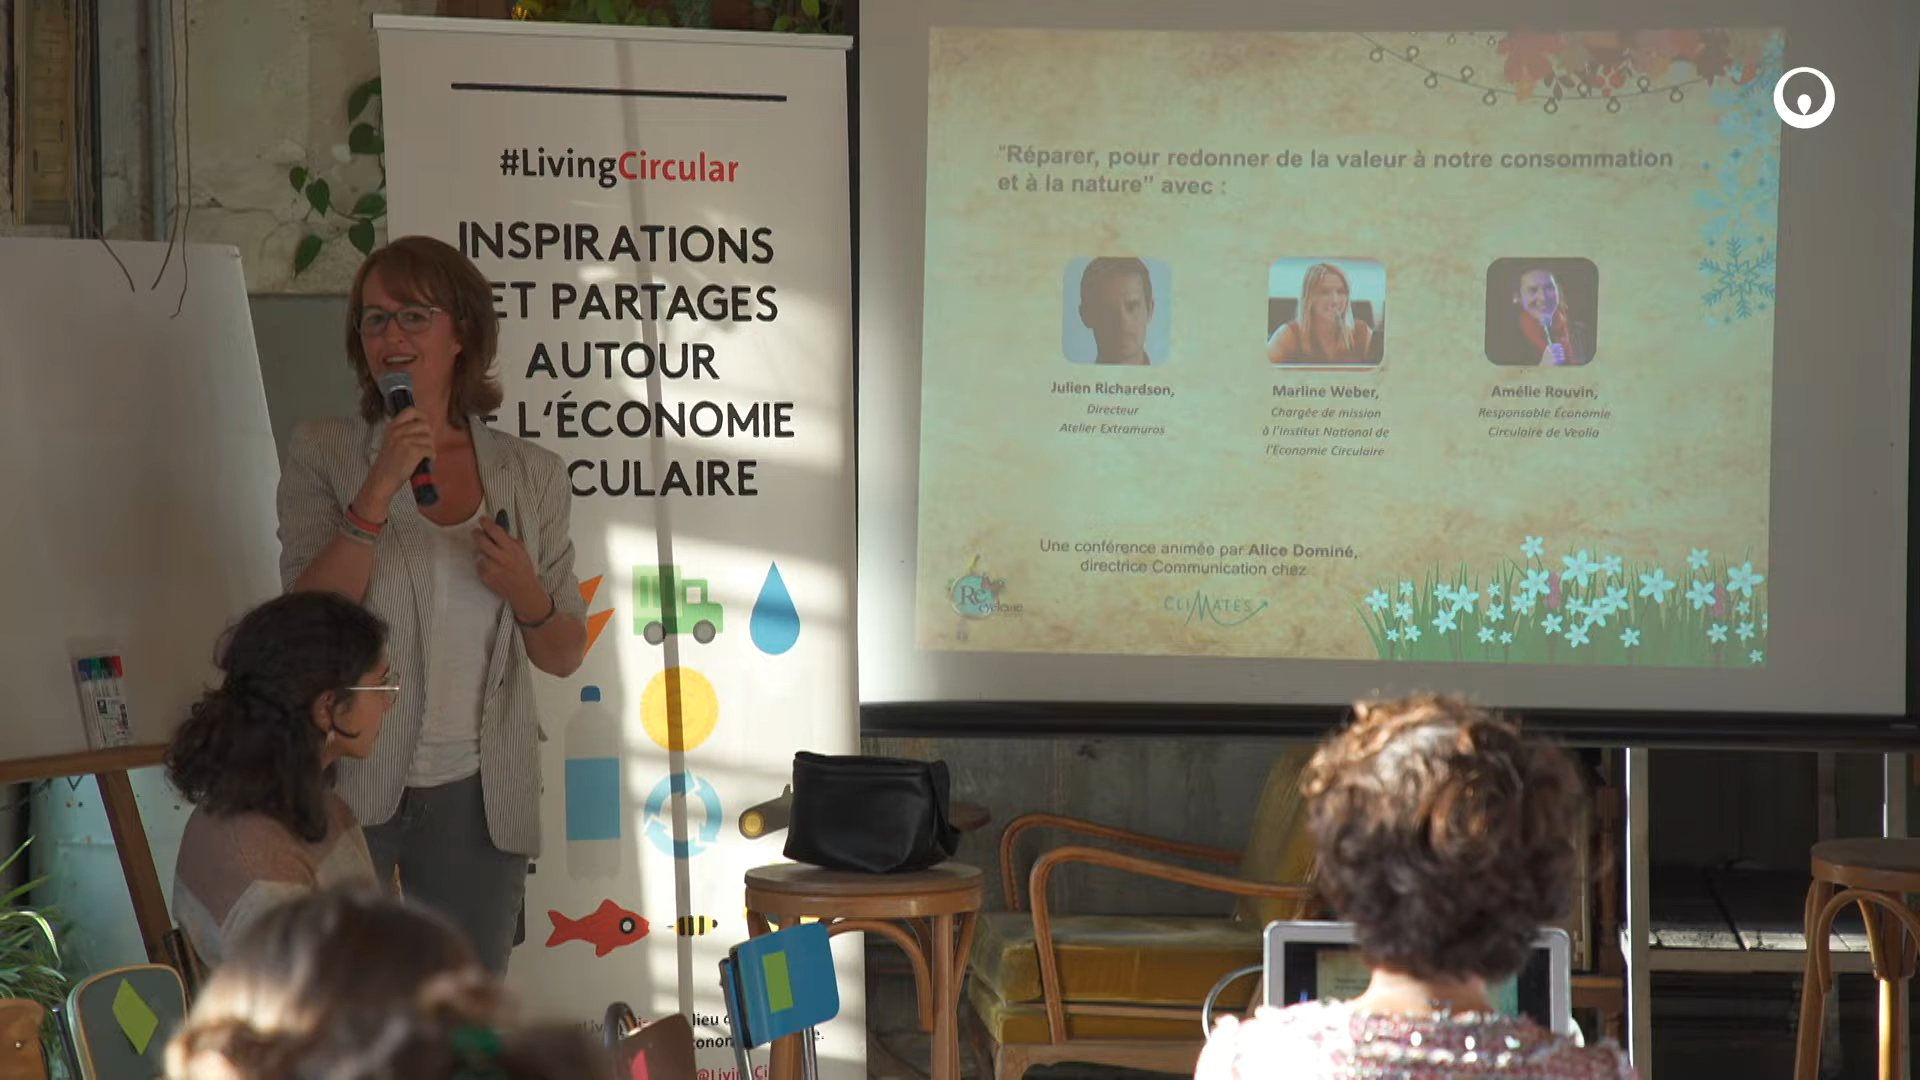 #LivingCircular
INSPIRATIONS
ET PARTAGES
AUTOUR
L'ÉCONOMIE
CULAIRE
lieu
"Réparer, pour redonner de la valeur à notre consommation
et à la nature" avec :
Julien Richardson,
Directeur
Atelier Extramuros
Marline Weber,
Chargée de mission
à l'Institut National de
l'Economie Circulaire
Amélie Rouvin,
Responsable Économie
Circulaire de Veolia
Une conférence animée par Alice Dominé,
directrice Communication chez
CLIMATES